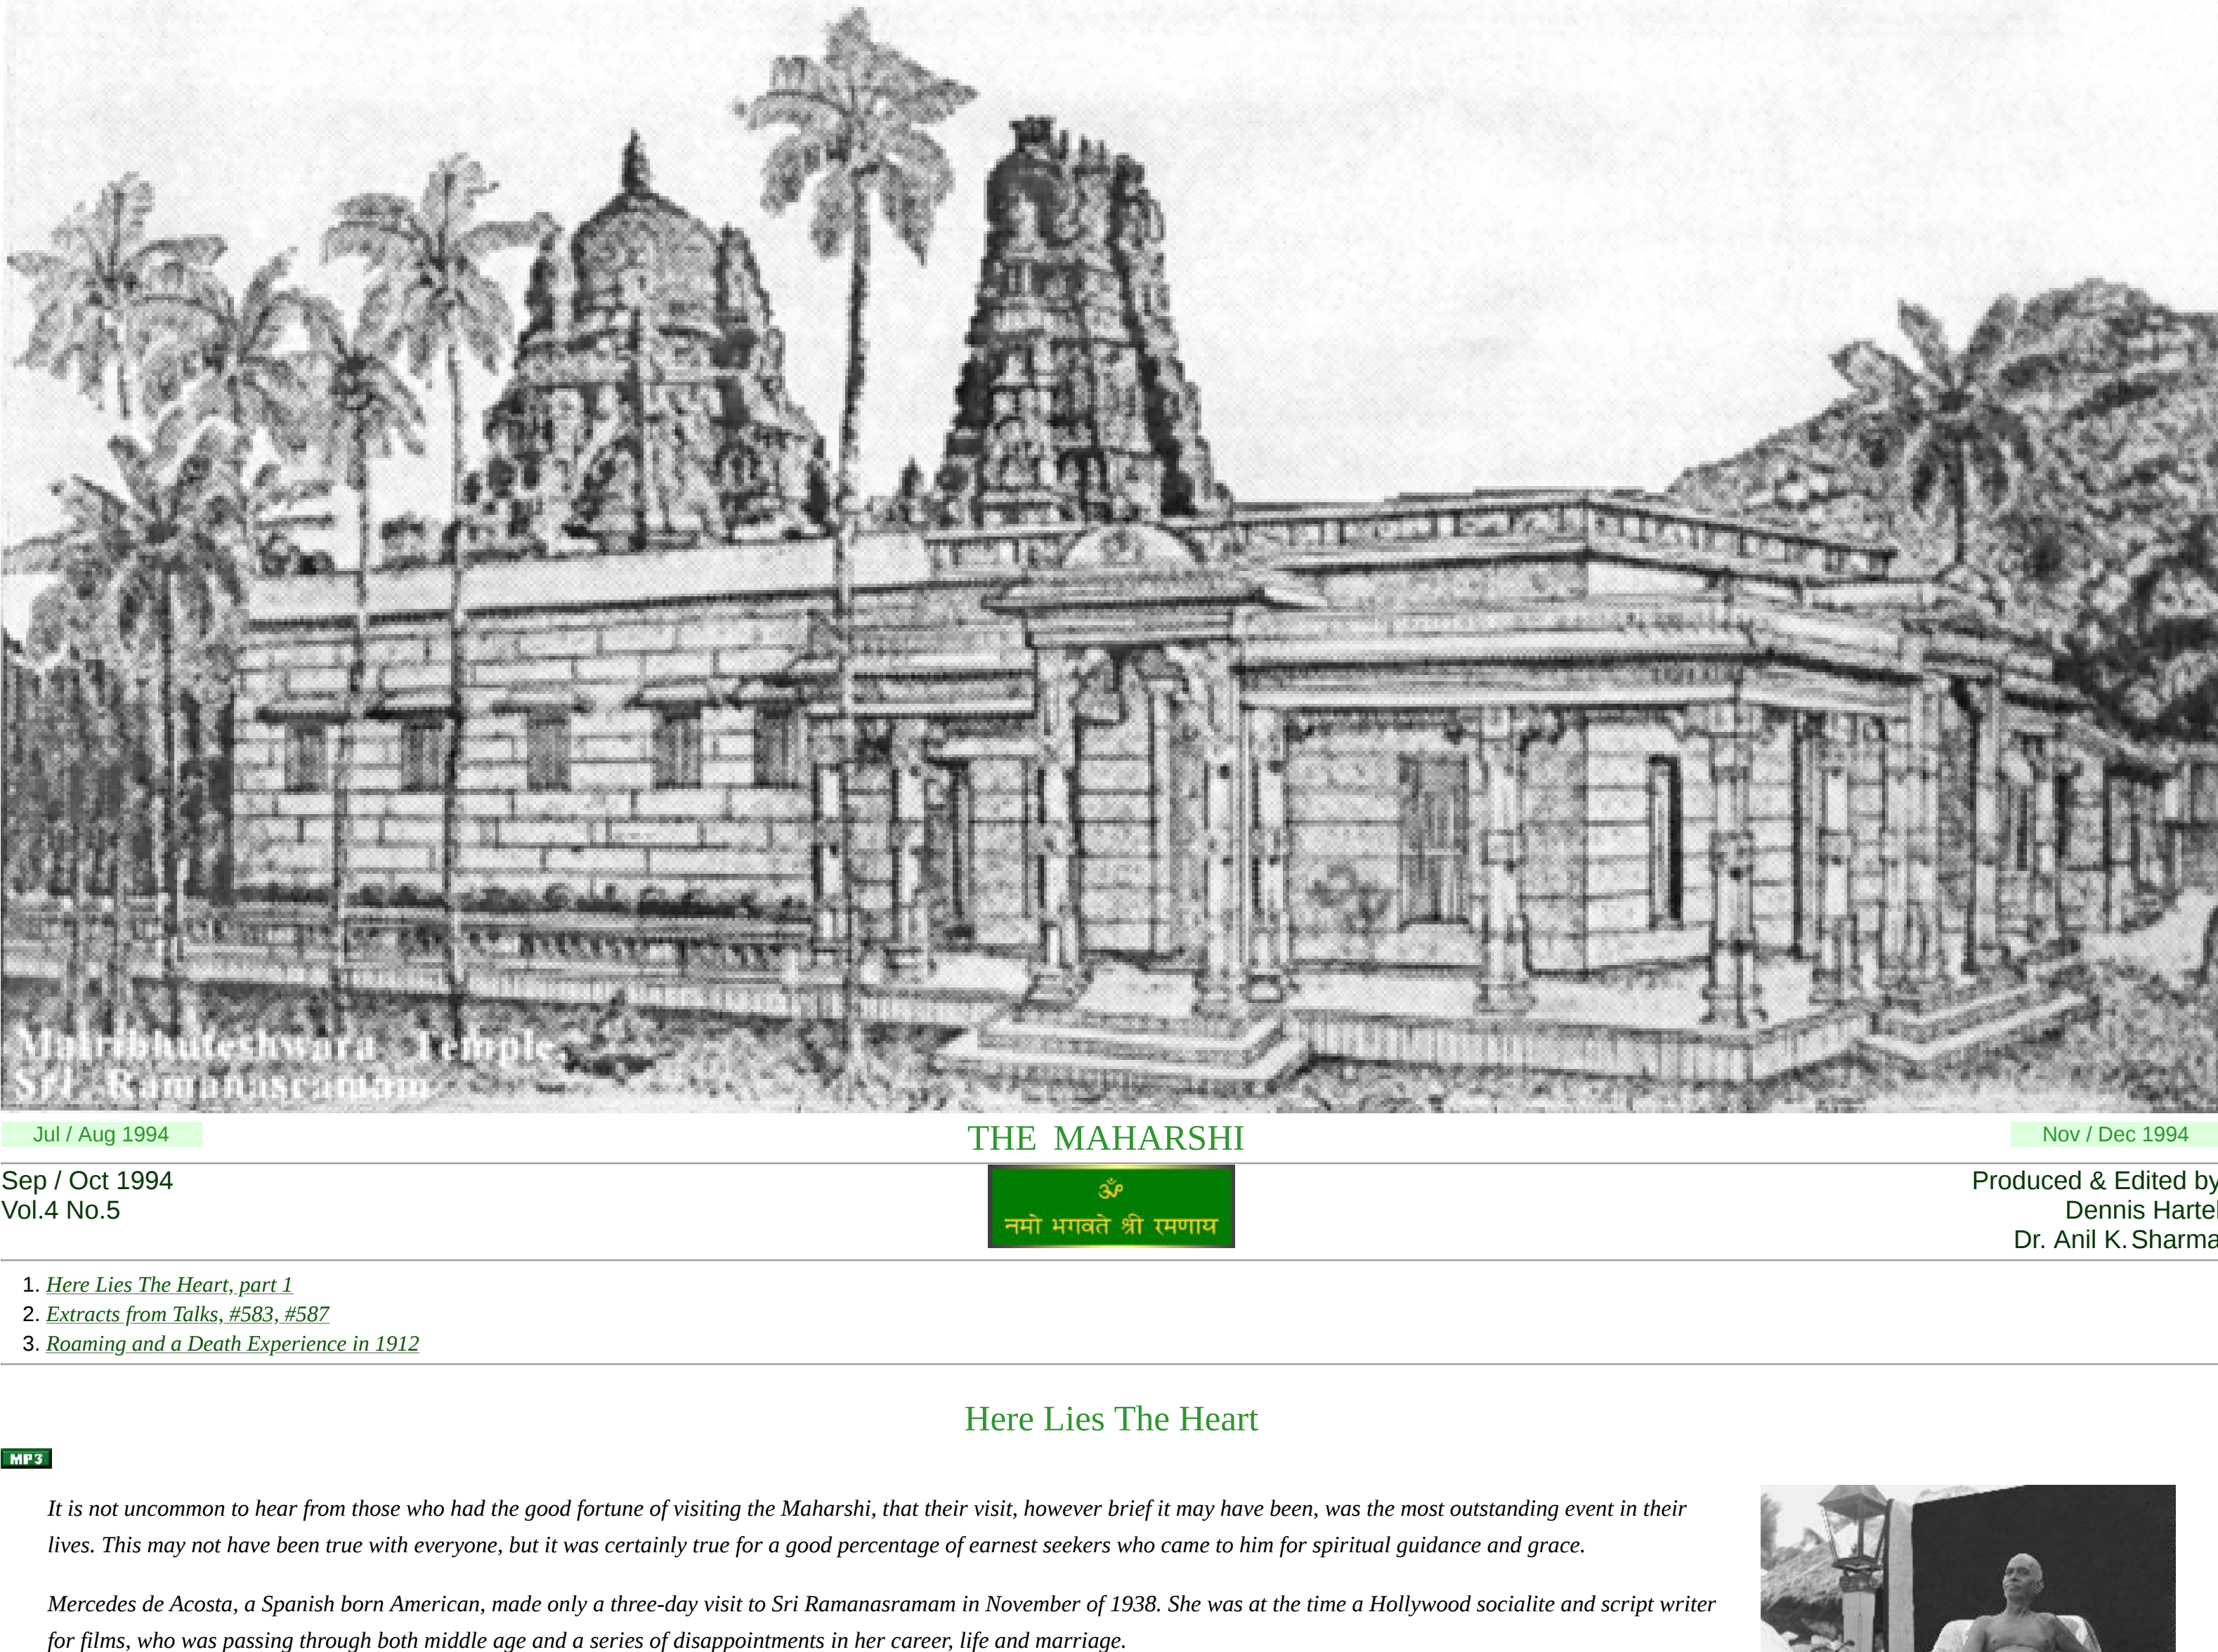 Matribhuteshwara Temple
Sri Ramanasramam
Jul / Aug 1994
THE MAHARSHI
Nov / Dec 1994
Sep / Oct 1994
Vol.4 No.5
ॐ
नमो भगवते श्री रमणाय
Produced & Edited by
Dennis Hartel
Dr. Anil K. Sharma
1. Here Lies The Heart, part 1
2. Extracts from Talks, #583, #587
3. Roaming and a Death Experience in 1912
Here Lies The Heart
MP3
It is not uncommon to hear from those who had the good fortune of visiting the Maharshi, that their visit, however brief it may have been, was the most outstanding event in their
lives. This may not have been true with everyone, but it was certainly true for a good percentage of earnest seekers who came to him for spiritual guidance and grace.
Mercedes de Acosta, a Spanish born American, made only a three-day visit to Sri Ramanasramam in November of 1938. She was at the time a Hollywood socialite and script writer
for films, who was passing through both middle age and a series of disappointments in her career, life and marriage.